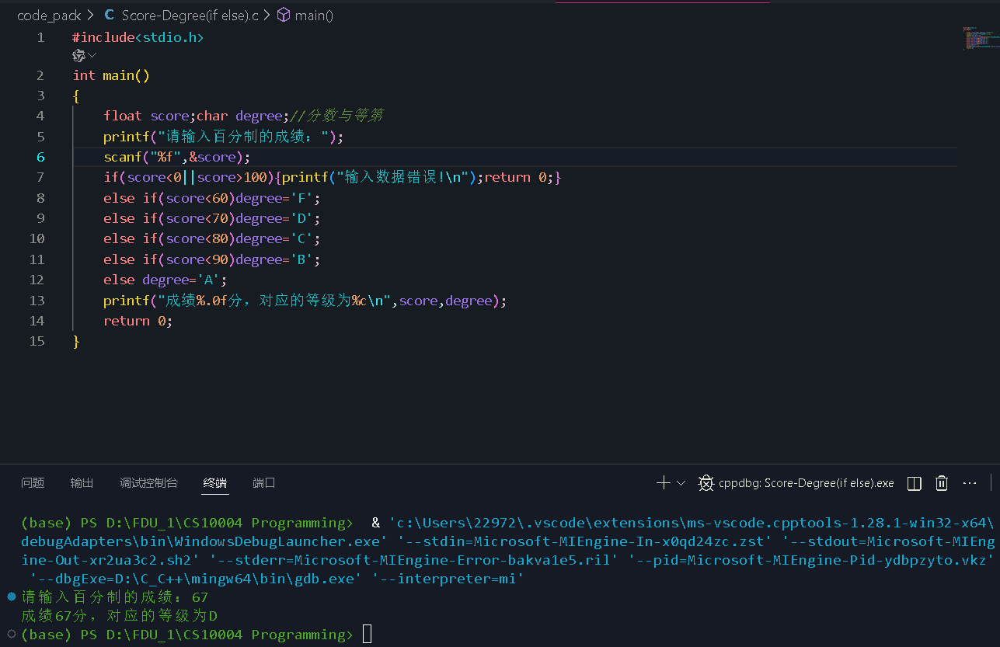 code_pack > C Score-Degree(if else).c > main()
1 #include<stdio.h>
2 int main()
3 {
4 float score;char degree;//分数与等第
5 printf("请输入百分制的成绩：");
6 scanf("%f",&score);
7 if(score<0||score>100){printf("输入数据错误!\n");return 0;}
8 else if(score<60)degree='F';
9 else if(score<70)degree='D';
10 else if(score<80)degree='C';
11 else if(score<90)degree='B';
12 else degree='A';
13 printf("成绩%.0f分，对应的等级为%c\n",score,degree);
14 return 0;
15 }
问题 输出 调试控制台 终端 端口 cppdbg: Score-Degree(if else).exe
(base) PS D:\FDU_1\CS10004 Programming> & 'c:\Users\22972\.vscode\extensions\ms-vscode.cpptools-1.28.1-win32-x64\
debugAdapters\bin\WindowsDebugLauncher.exe' '--stdin=Microsoft-MIEngine-In-x0qd24zc.zst' '--stdout=Microsoft-MIEng
ine-Out-xr2ua3c2.sh2' '--stderr=Microsoft-MIEngine-Error-bakva1e5.ril' '--pid=Microsoft-MIEngine-Pid-ydbpzyto.vkz'
'--dbgExe=D:\C_C++\mingw64\bin\gdb.exe' '--interpreter=mi'
请输入百分制的成绩：67
成绩67分，对应的等级为D
(base) PS D:\FDU_1\CS10004 Programming>